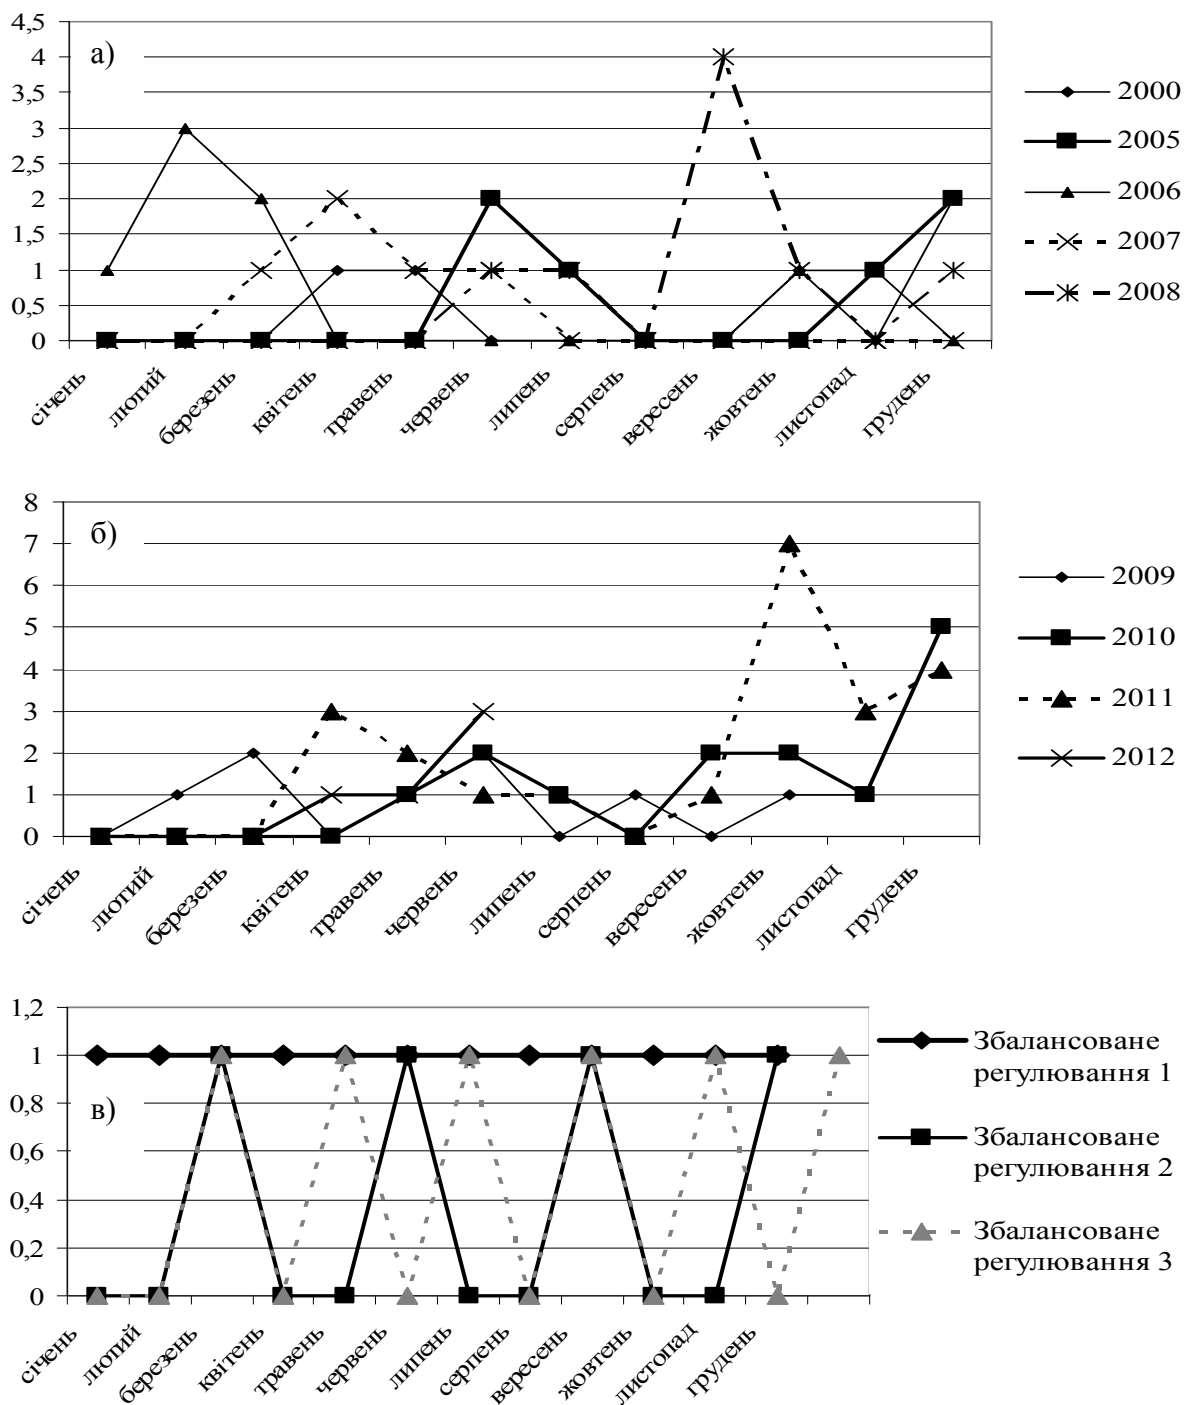 4,5
4
3,5
3
2,5
2
1,5
1
0,5
0
а)
січень
лютий
березень
квітень
травень
червень
липень
серпень
вересень
жовтень
листопад
грудень
2000
2005
2006
2007
2008
8
7
6
5
4
3
2
1
0
б)
січень
лютий
березень
квітень
травень
червень
липень
серпень
вересень
жовтень
листопад
грудень
2009
2010
2011
2012
1,2
1
0,8
0,6
0,4
0,2
0
в)
січень
лютий
березень
квітень
травень
червень
липень
серпень
вересень
жовтень
листопад
грудень
Збалансоване
регулювання 1
Збалансоване
регулювання 2
Збалансоване
регулювання 3